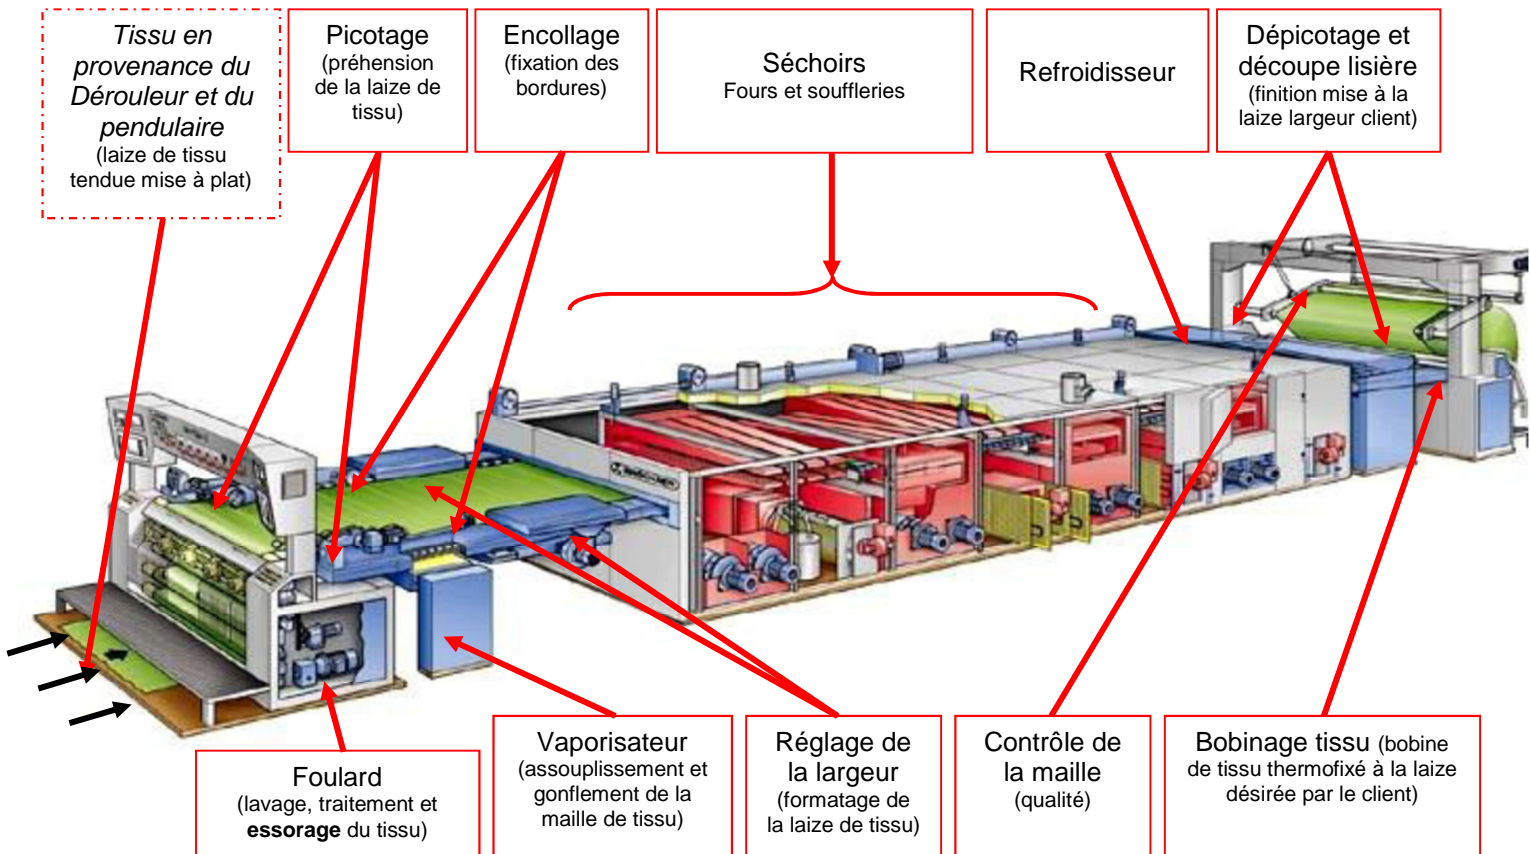 Tissu en
provenance du
Dérouleur et du
pendulaire
(laize de tissu
tendue mise à plat)
Picotage
(préhension
de la laize de
tissu)
Encollage
(fixation des
bordures)
Séchoirs
Fours et souffleries
Refroidisseur
Dépicotage et
découpe lisière
(finition mise à la
laize largeur client)
Foulard
(lavage, traitement et
essorage du tissu)
Vaporisateur
(assouplissement et
gonflement de la
maille de tissu)
Réglage de
la largeur
(formatage de
la laize de tissu)
Contrôle de
la maille
(qualité)
Bobinage tissu (bobine
de tissu thermofixé à la laize
désirée par le client)